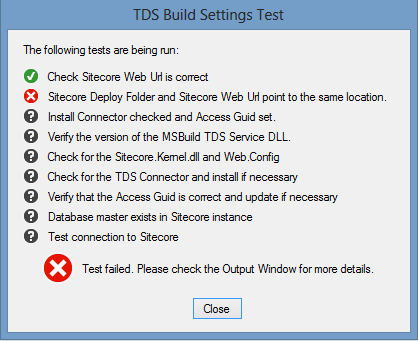 TDS Build Settings Test
The following tests are being run:
Check Sitecore Web Url is correct
Sitecore Deploy Folder and Sitecore Web Url point to the same location.
Install Connector checked and Access Guid set.
Verify the version of the MSBuild TDS Service DLL.
Check for the Sitecore.Kernel.dll and Web.Config
Check for the TDS Connector and install if necessary
Verify that the Access Guid is correct and update if necessary
Database master exists in Sitecore instance
Test connection to Sitecore
Test failed. Please check the Output Window for more details.
Close